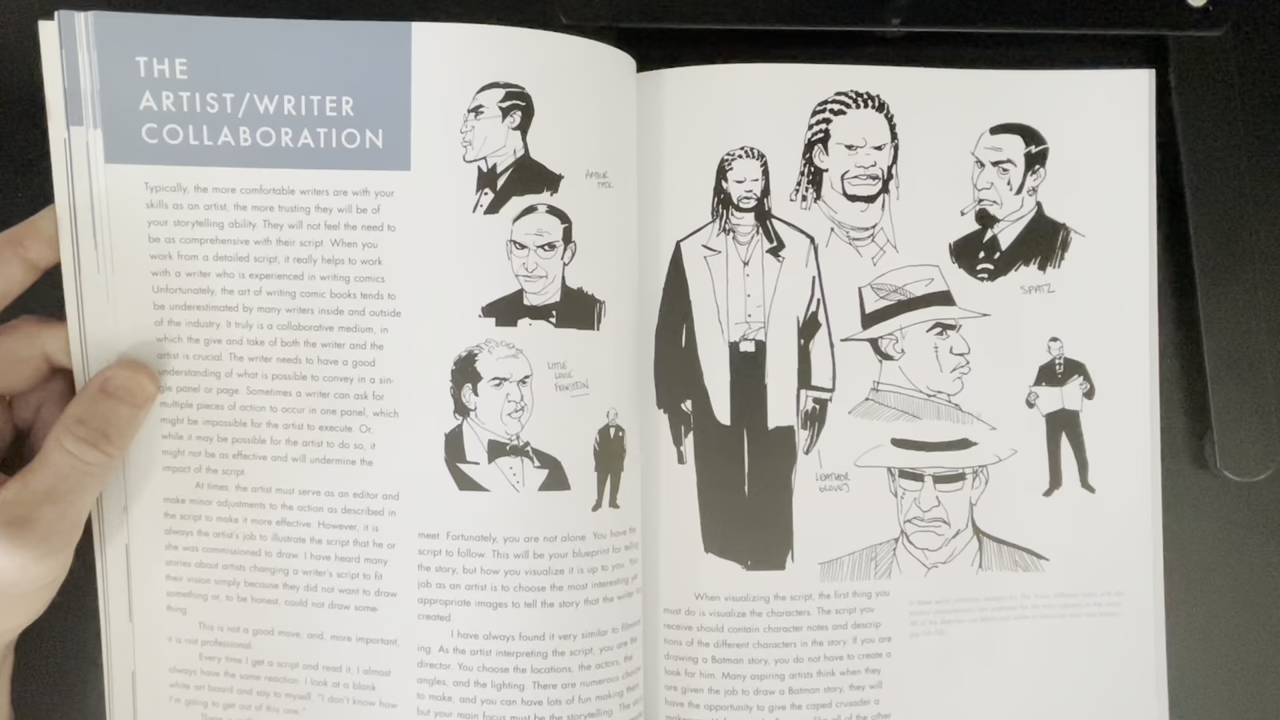 THE
ARTIST/WRITER
COLLABORATION
Typically, the more comfortable writers are with your
skills as an artist, the more trusting they will be of
your storytelling ability. They will not feel the need to
be as comprehensive with their script. When you
work from a detailed script, it really helps to work
with a writer who is experienced in writing comics.
Unfortunately, the art of writing comic books tends to
be underestimated by many writers inside and outside
of the industry. It truly is a collaborative medium, in
which the give and take of both the writer and the
artist is crucial. The writer needs to have a good
understanding of what is possible to convey in a sin-
gle panel or page. Sometimes a writer can ask for
multiple pieces of action to occur in one panel, which
might be impossible for the artist to execute. Or,
while it may be possible for the artist to do so, it
might not be as effective and will undermine the
impact of the script.
At times, the artist must serve as an editor and
make minor adjustments to the action as described in
the script to make it more effective. However, it is
always the artist's job to illustrate the script that he or
she was commissioned to draw. I have heard many
stories about artists changing a writer's script to fit
their vision simply because they did not want to draw
something or, to be honest, could not draw some-
thing.
This is not a good move, and, more important,
it is not professional.
Every time I get a script and read it, I almost
always have the same reaction. I look at a blank
white art board and say to myself, "I don't know how
I'm going to get out of this one."
LITTLE
LOUIE
meet. Fortunately, you are not alone. You have the
script to follow. This will be your blueprint for telling
the story, but how you visualize it is up to you. Your
job as an artist is to choose the most interesting yet
appropriate images to tell the story that the writer
created.
I have always found it very similar to filmmak-
ing. As the artist interpreting the script, you are the
director. You choose the locations, the actors, the
angles, and the lighting. There are numerous choices
to make, and you can have lots of fun making them,
but your main focus must be the storytelling. The
SPATZ
LEATHER
GLOVES
When visualizing the script, the first thing you
must do is visualize the characters. The script you
receive should contain character notes and descrip-
tions of the different characters in the story. If you are
drawing a Batman story, you do not have to create a
look for him. Many aspiring artists think when they
are given the job to draw a Batman story, they will
have the opportunity to give the caped crusader a